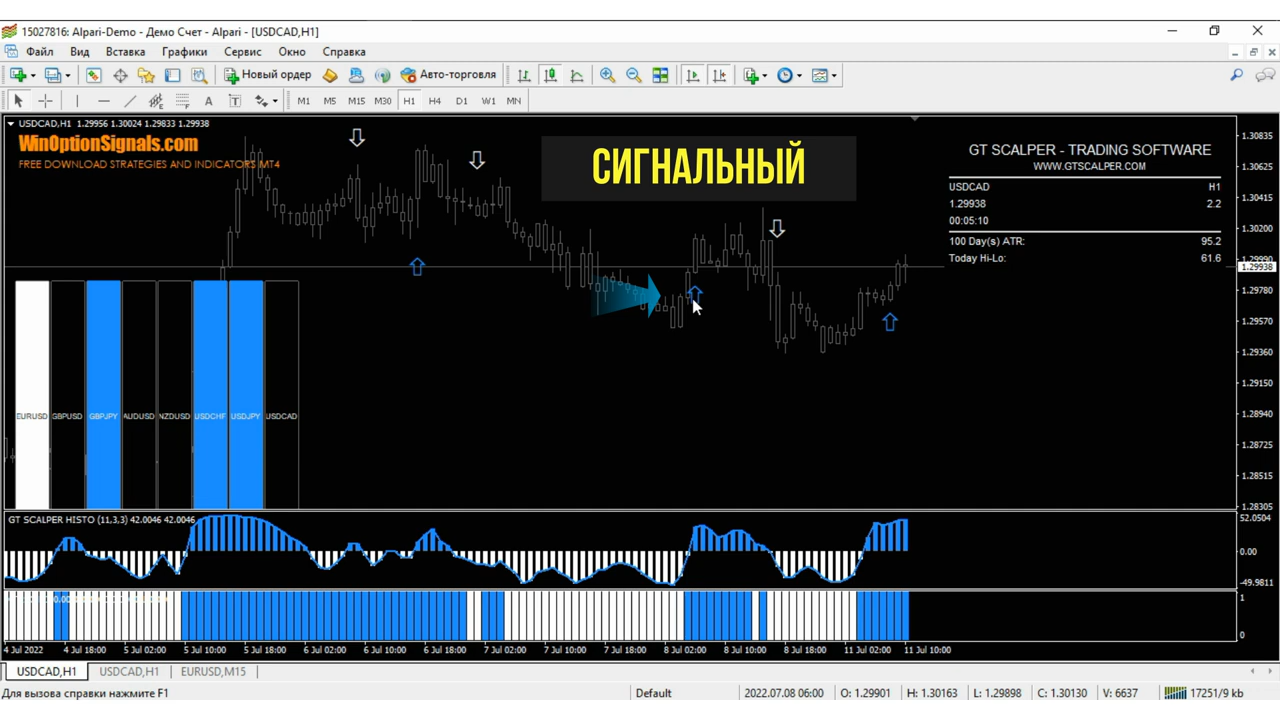 15027816: Alpari-Demo - Демо Счет - Alpari - [USDCAD,H1]
Файл Вид Вставка Графики Сервис Окно Справка
Новый ордер Авто-торговля
A T M1 M5 M15 M30 H1 H4 D1 W1 MN
USDCAD,H1 1.29956 1.30024 1.29833 1.29938
WinOptionSignals.com
FREE DOWNLOAD STRATEGIES AND INDICATORS MT4
СИГНАЛЬНЫЙ
GT SCALPER - TRADING SOFTWARE
WWW.GTSCALPER.COM
USDCAD H1
1.29938 2.2
00:05:10
100 Day(s) ATR: 95.2
Today Hi-Lo: 61.6
1.30835
1.30625
1.30415
1.30200
1.29990
1.29938
1.29780
1.29570
1.29360
1.29150
1.28940
1.28725
1.28515
1.28305
EURUSD GBPUSD GBPJPY AUDUSD NZDUSD USDCHF USDJPY USDCAD
GT SCALPER HISTO (11,3,3) 42.0046 42.0046
52.0504
0.00
-49.9811
1
0
4 Jul 2022 4 Jul 18:00 5 Jul 02:00 5 Jul 10:00 5 Jul 18:00 6 Jul 02:00 6 Jul 10:00 6 Jul 18:00 7 Jul 02:00 7 Jul 10:00 7 Jul 18:00 8 Jul 02:00 8 Jul 10:00 8 Jul 18:00 11 Jul 02:00 11 Jul 10:00
USDCAD,H1 USDCAD,H1 EURUSD,M15
Для вызова справки нажмите F1 Default 2022.07.08 06:00 O: 1.29901 H: 1.30163 L: 1.29898 C: 1.30130 V: 6637 17251/9 kb